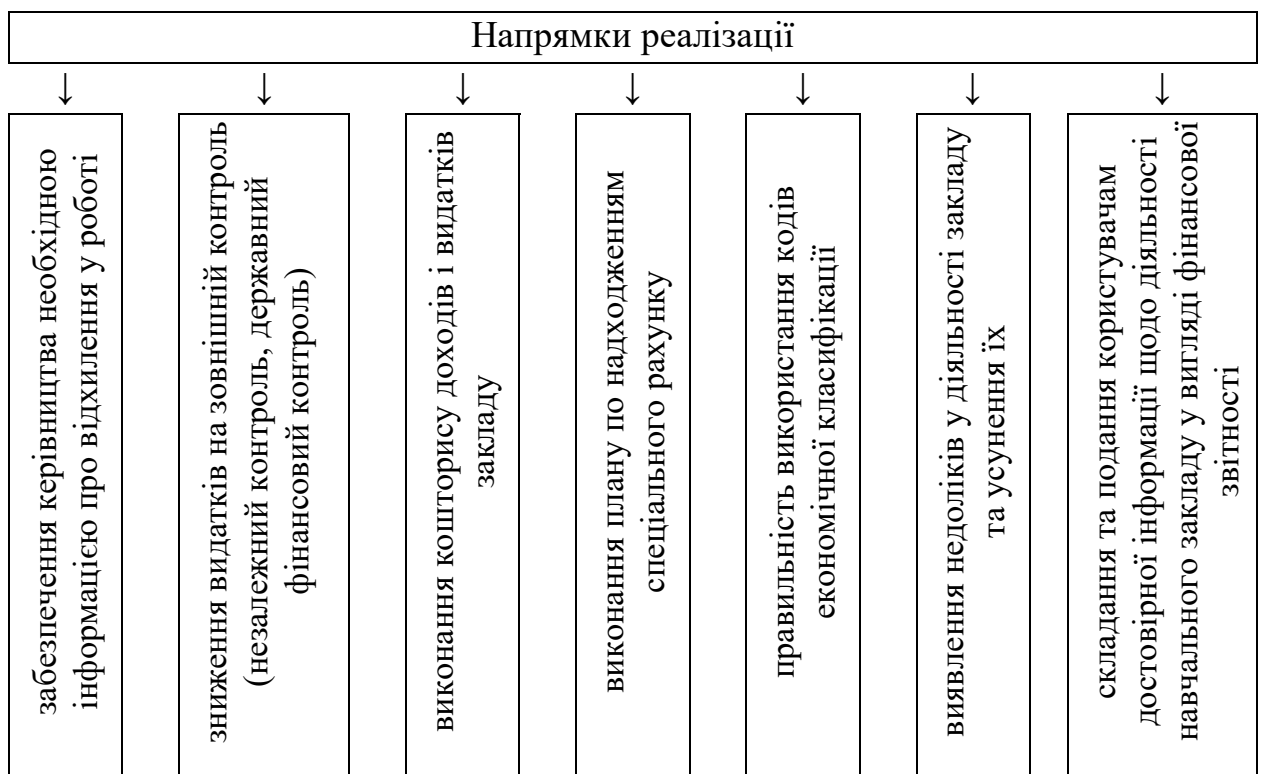 Напрямки реалізації
↓ ↓ ↓ ↓ ↓ ↓ ↓
забезпечення керівництва необхідною
інформацією про відхилення у роботі
зниження видатків на зовнішній контроль
(незалежний контроль, державний
фінансовий контроль)
виконання кошторису доходів і видатків
закладу
виконання плану по надходженням
спеціального рахунку
правильність використання кодів
економічної класифікації
виявлення недоліків у діяльності закладу
та усунення їх
складання та подання користувачам
достовірної інформації щодо діяльності
навчального закладу у вигляді фінансової
звітності